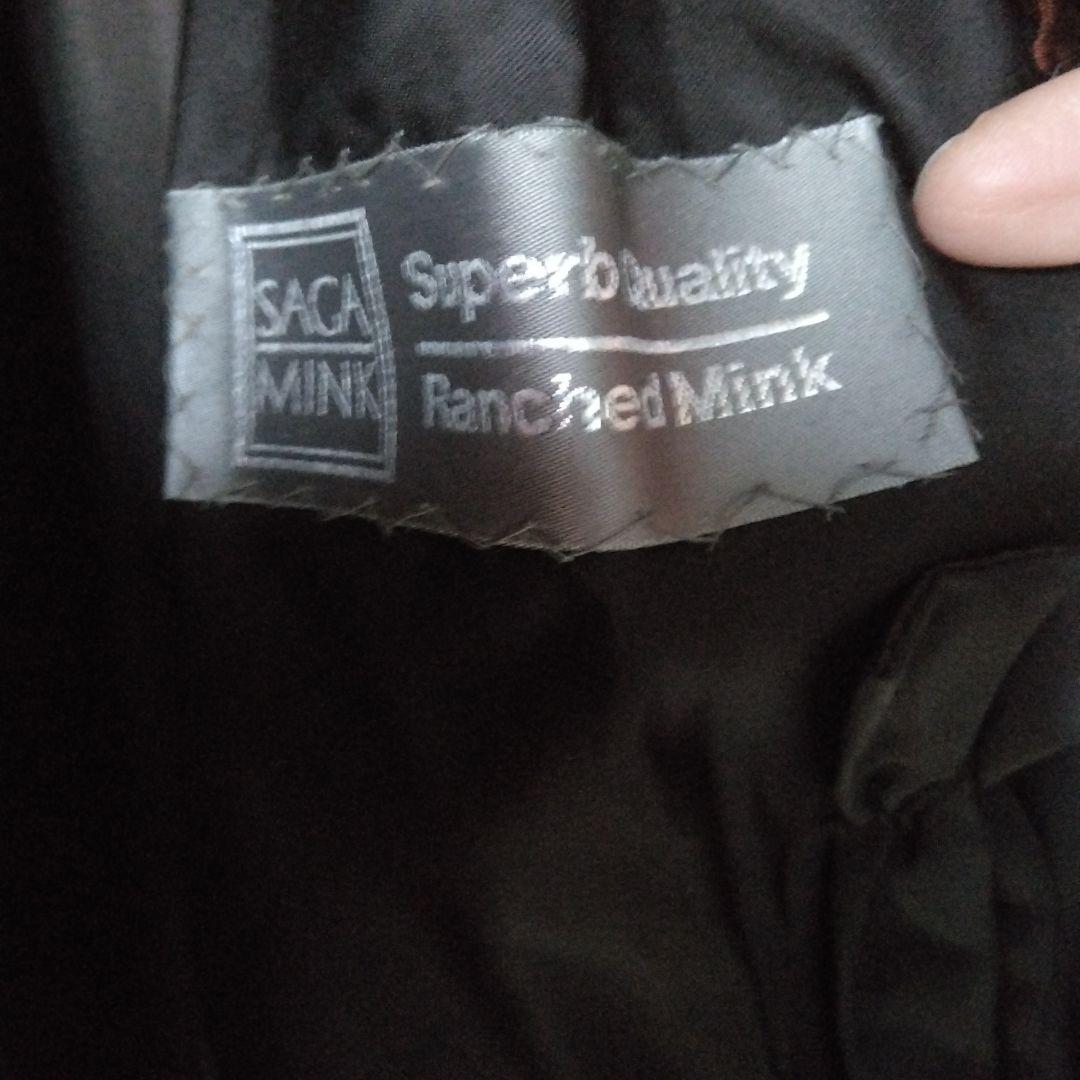 SAGA
MINK
Superb Quality
Ranched Mink